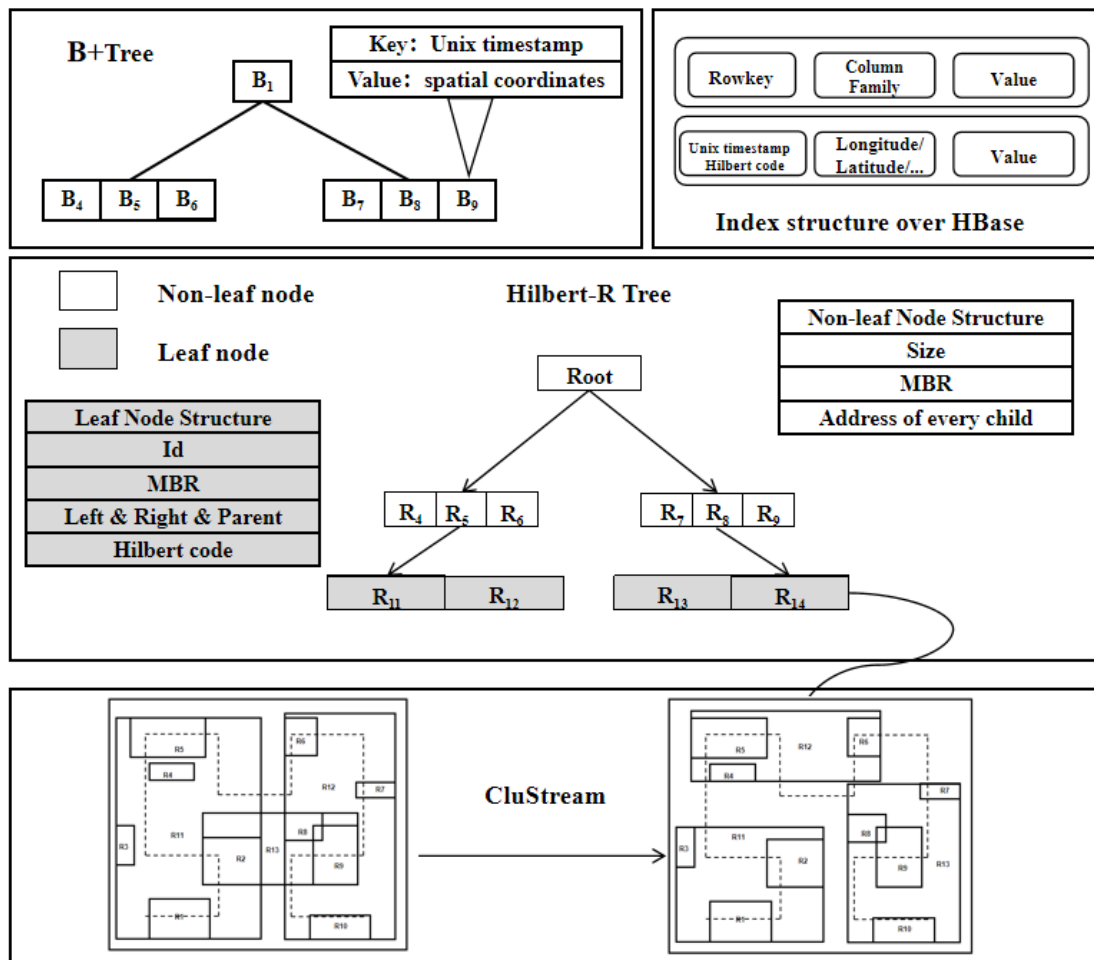 B+Tree
Key: Unix timestamp
Value: spatial coordinates
B1
B4 B5 B6
B7 B8 B9
Rowkey
Column
Family
Value
Unix timestamp
Hilbert code
Longitude/
Latitude/...
Value
Index structure over HBase
Non-leaf node
Leaf node
Hilbert-R Tree
Non-leaf Node Structure
Size
MBR
Address of every child
Root
Leaf Node Structure
Id
MBR
Left & Right & Parent
Hilbert code
R4 R5 R6
R7 R8 R9
R11 R12
R13 R14
R5
R6
R4
R12
R7
R3
R11
R8
R13
R2
R9
R1
R10
CluStream
R5
R12
R6
R4
R7
R11
R8
R3
R2
R9
R13
R1
R10